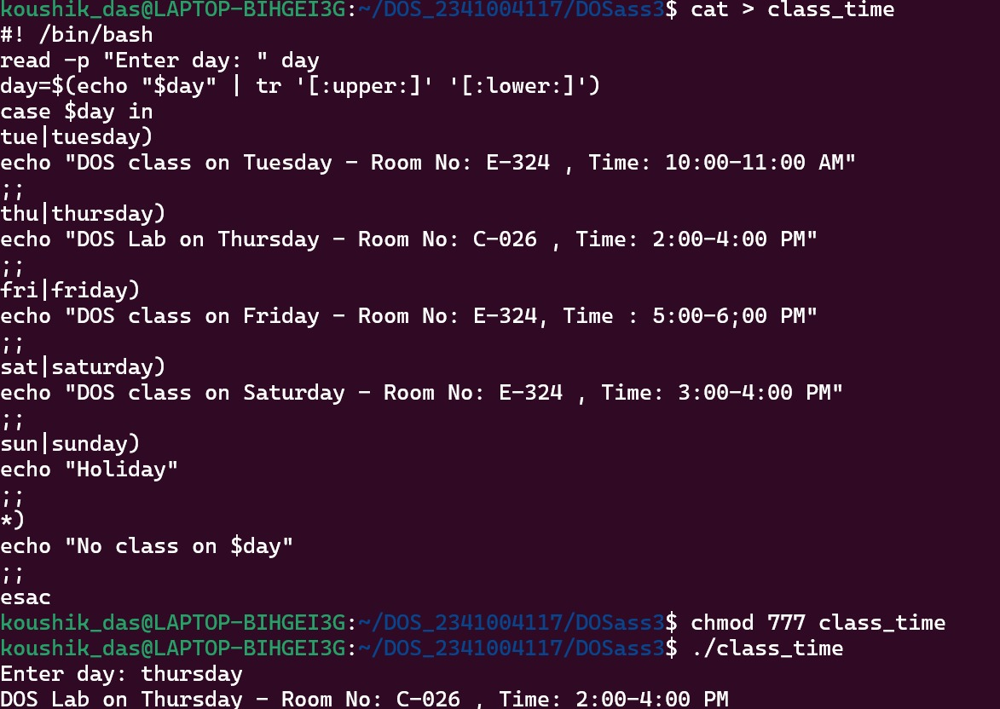 koushik_das@LAPTOP-BIHGEI3G:~/DOS_2341004117/DOSass3$ cat > class_time
#! /bin/bash
read -p "Enter day: " day
day=$(echo "$day" | tr '[:upper:]' '[:lower:]')
case $day in
tue|tuesday)
echo "DOS class on Tuesday - Room No: E-324 , Time: 10:00-11:00 AM"
;;
thu|thursday)
echo "DOS Lab on Thursday - Room No: C-026 , Time: 2:00-4:00 PM"
;;
fri|friday)
echo "DOS class on Friday - Room No: E-324, Time : 5:00-6;00 PM"
;;
sat|saturday)
echo "DOS class on Saturday - Room No: E-324 , Time: 3:00-4:00 PM"
;;
sun|sunday)
echo "Holiday"
;;
*)
echo "No class on $day"
;;
esac
koushik_das@LAPTOP-BIHGEI3G:~/DOS_2341004117/DOSass3$ chmod 777 class_time
koushik_das@LAPTOP-BIHGEI3G:~/DOS_2341004117/DOSass3$ ./class_time
Enter day: thursday
DOS Lab on Thursday - Room No: C-026 , Time: 2:00-4:00 PM